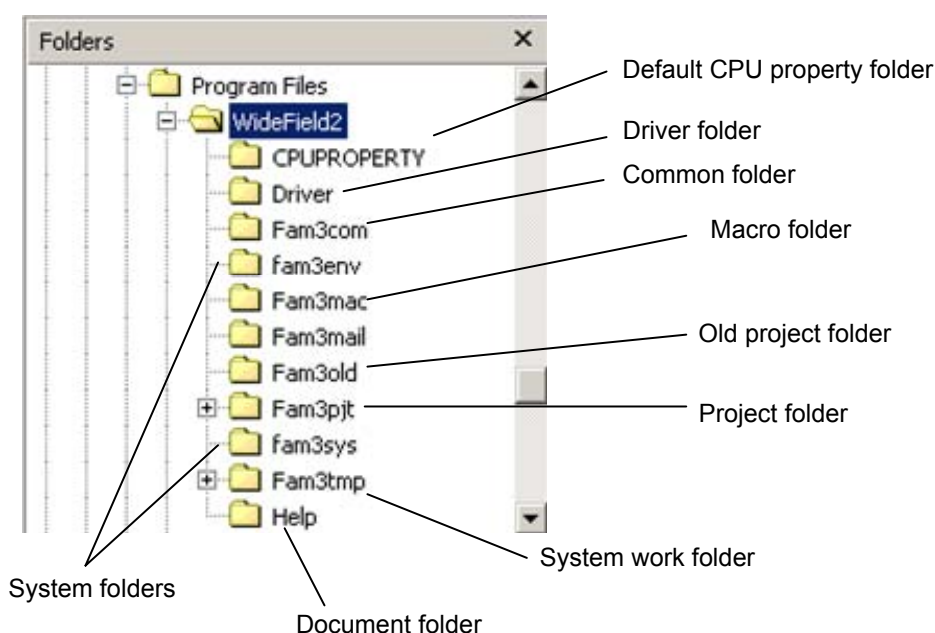 Folders
Program Files
WideField2
CPUPROPERTY
Driver
Fam3com
fam3env
Fam3mac
Fam3mail
Fam3old
Fam3pjt
fam3sys
Fam3tmp
Help
Default CPU property folder
Driver folder
Common folder
Macro folder
Old project folder
Project folder
System work folder
System folders
Document folder